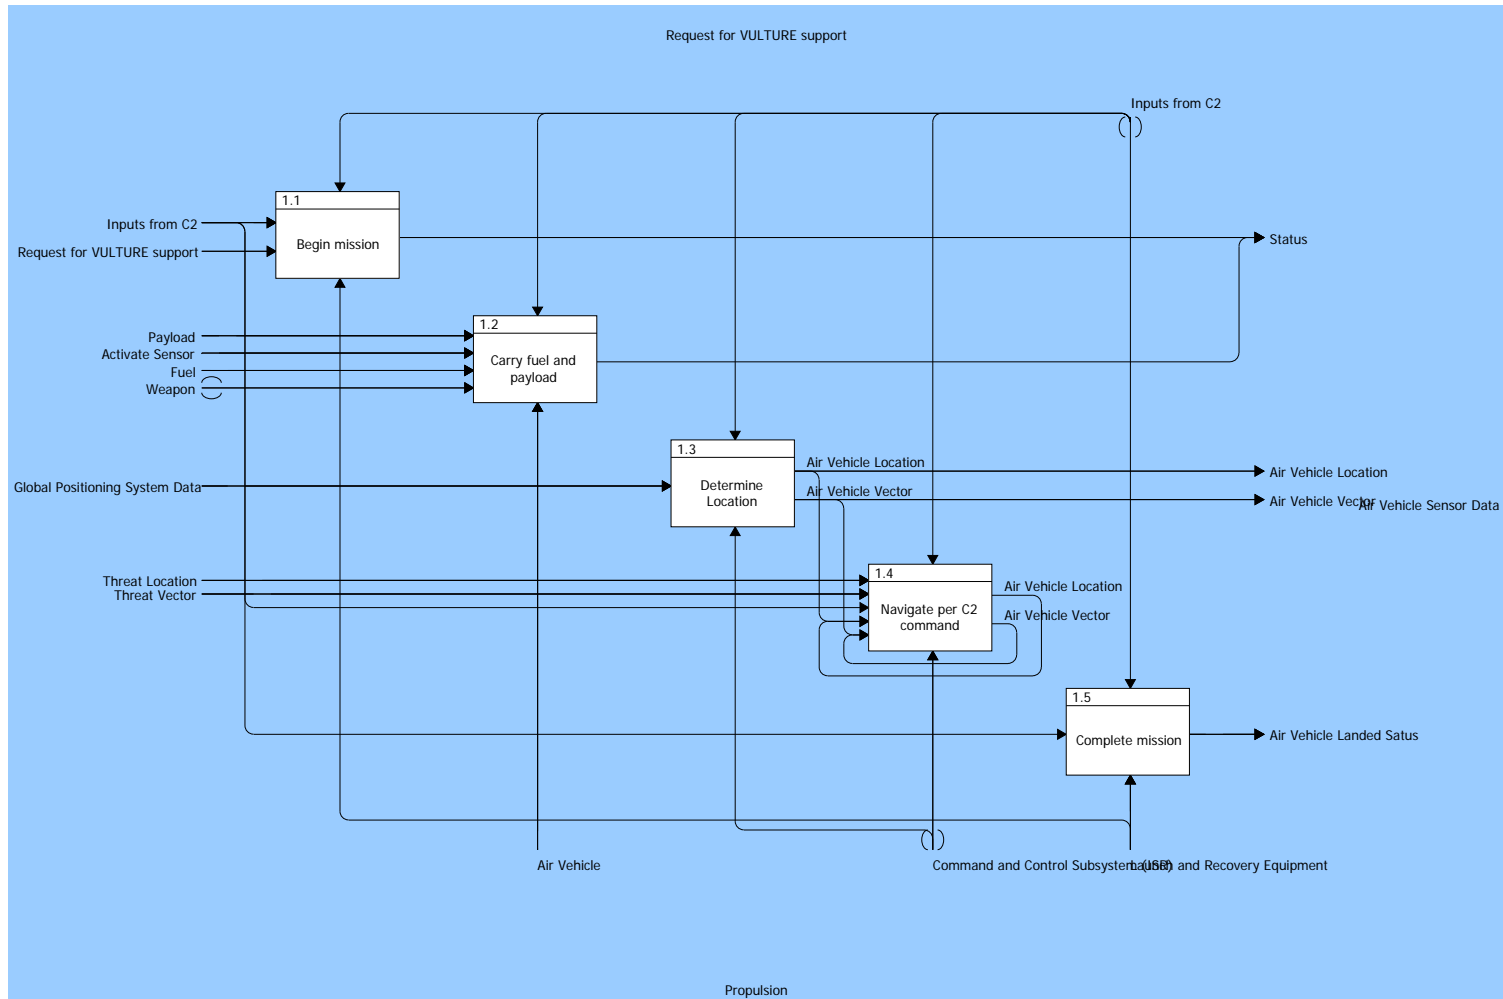 Request for VULTURE support
Inputs from C2
1.1
Begin mission
Inputs from C2
Request for VULTURE support
Status
1.2
Carry fuel and
payload
Payload
Activate Sensor
Fuel
Weapon
1.3
Determine
Location
Air Vehicle Location
Air Vehicle Vector
Global Positioning System Data
Air Vehicle Location
Air Vehicle Vector
Air Vehicle Sensor Data
1.4
Navigate per C2
command
Threat Location
Threat Vector
Air Vehicle Location
Air Vehicle Vector
1.5
Complete mission
Air Vehicle Landed Satus
Air Vehicle
Command and Control Subsystem (ISR)
Launch and Recovery Equipment
Propulsion